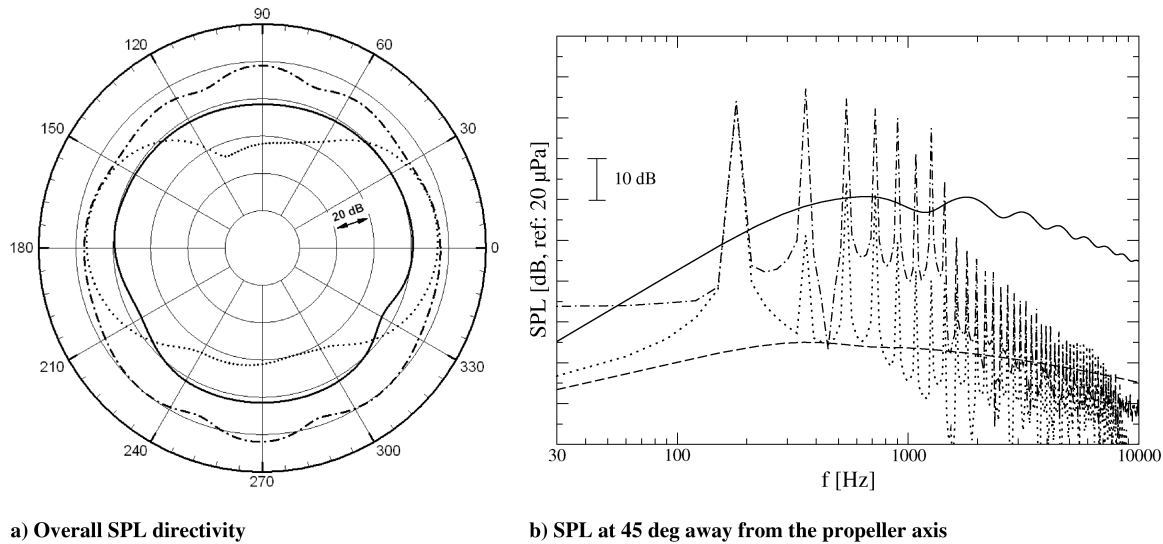 90
120
60
150
30
20 dB
180
0
210
330
240
300
270
SPL [dB, ref: 20 μPa]
10 dB
30
100
1000
10000
f [Hz]
a) Overall SPL directivity
b) SPL at 45 deg away from the propeller axis